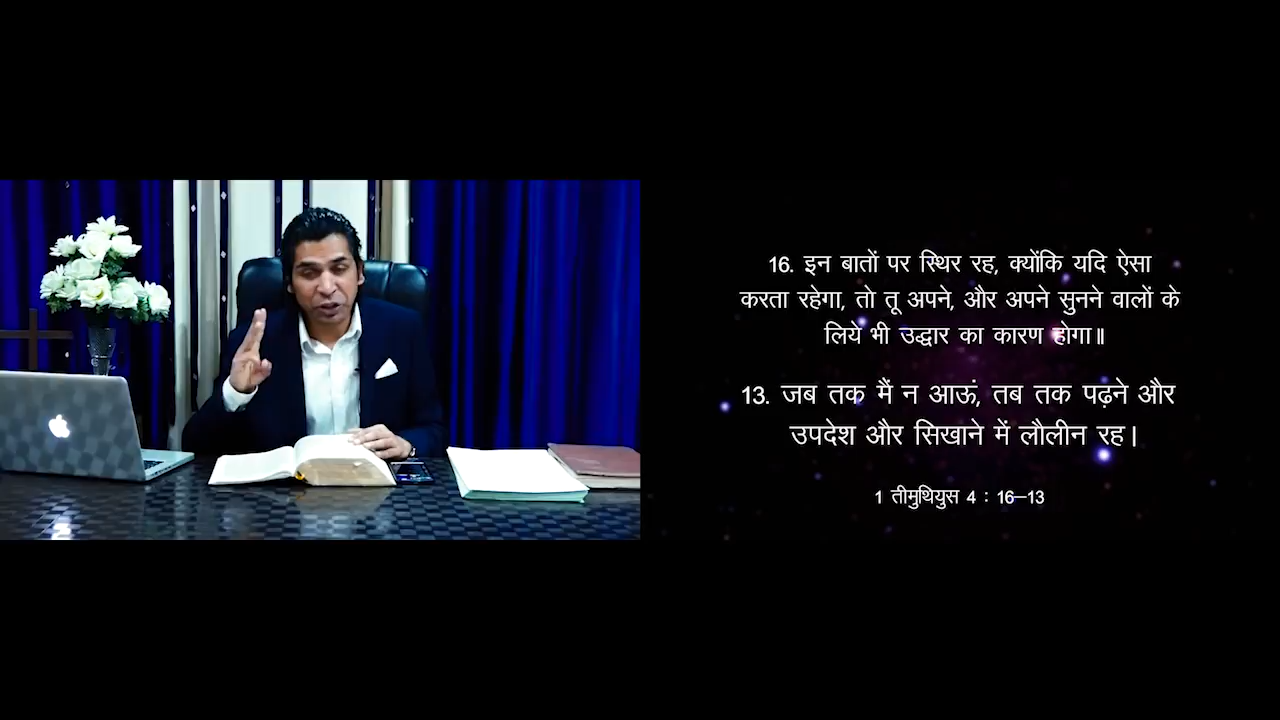 16. इन बातों पर स्थिर रह, क्योंकि यदि ऐसा
करता रहेगा, तो तू अपने, और अपने सुनने वालों के
लिये भी उद्धार का कारण होगा॥
13. जब तक मैं न आऊं, तब तक पढ़ने और
उपदेश और सिखाने में लौलीन रह।
1 तीमुथियुस 4 : 16–13